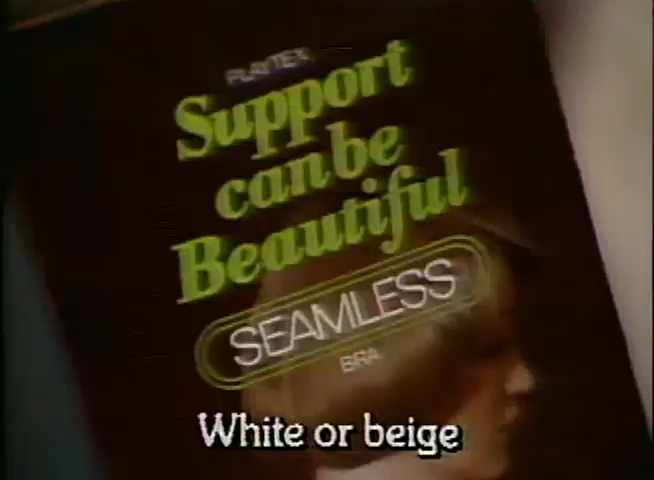 PLAYTEX
Support
can be
Beautiful
SEAMLESS
BRA
White or beige